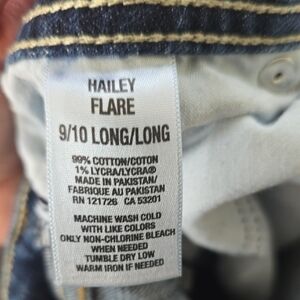 HAILEY
FLARE
9/10 LONG/LONG
99% COTTON/COTON
1% LYCRA/LYCRA®
MADE IN PAKISTAN/
FABRIQUE AU PAKISTAN
RN 121726 CA 53201
MACHINE WASH COLD
WITH LIKE COLORS
ONLY NON-CHLORINE BLEACH
WHEN NEEDED
TUMBLE DRY LOW
WARM IRON IF NEEDED